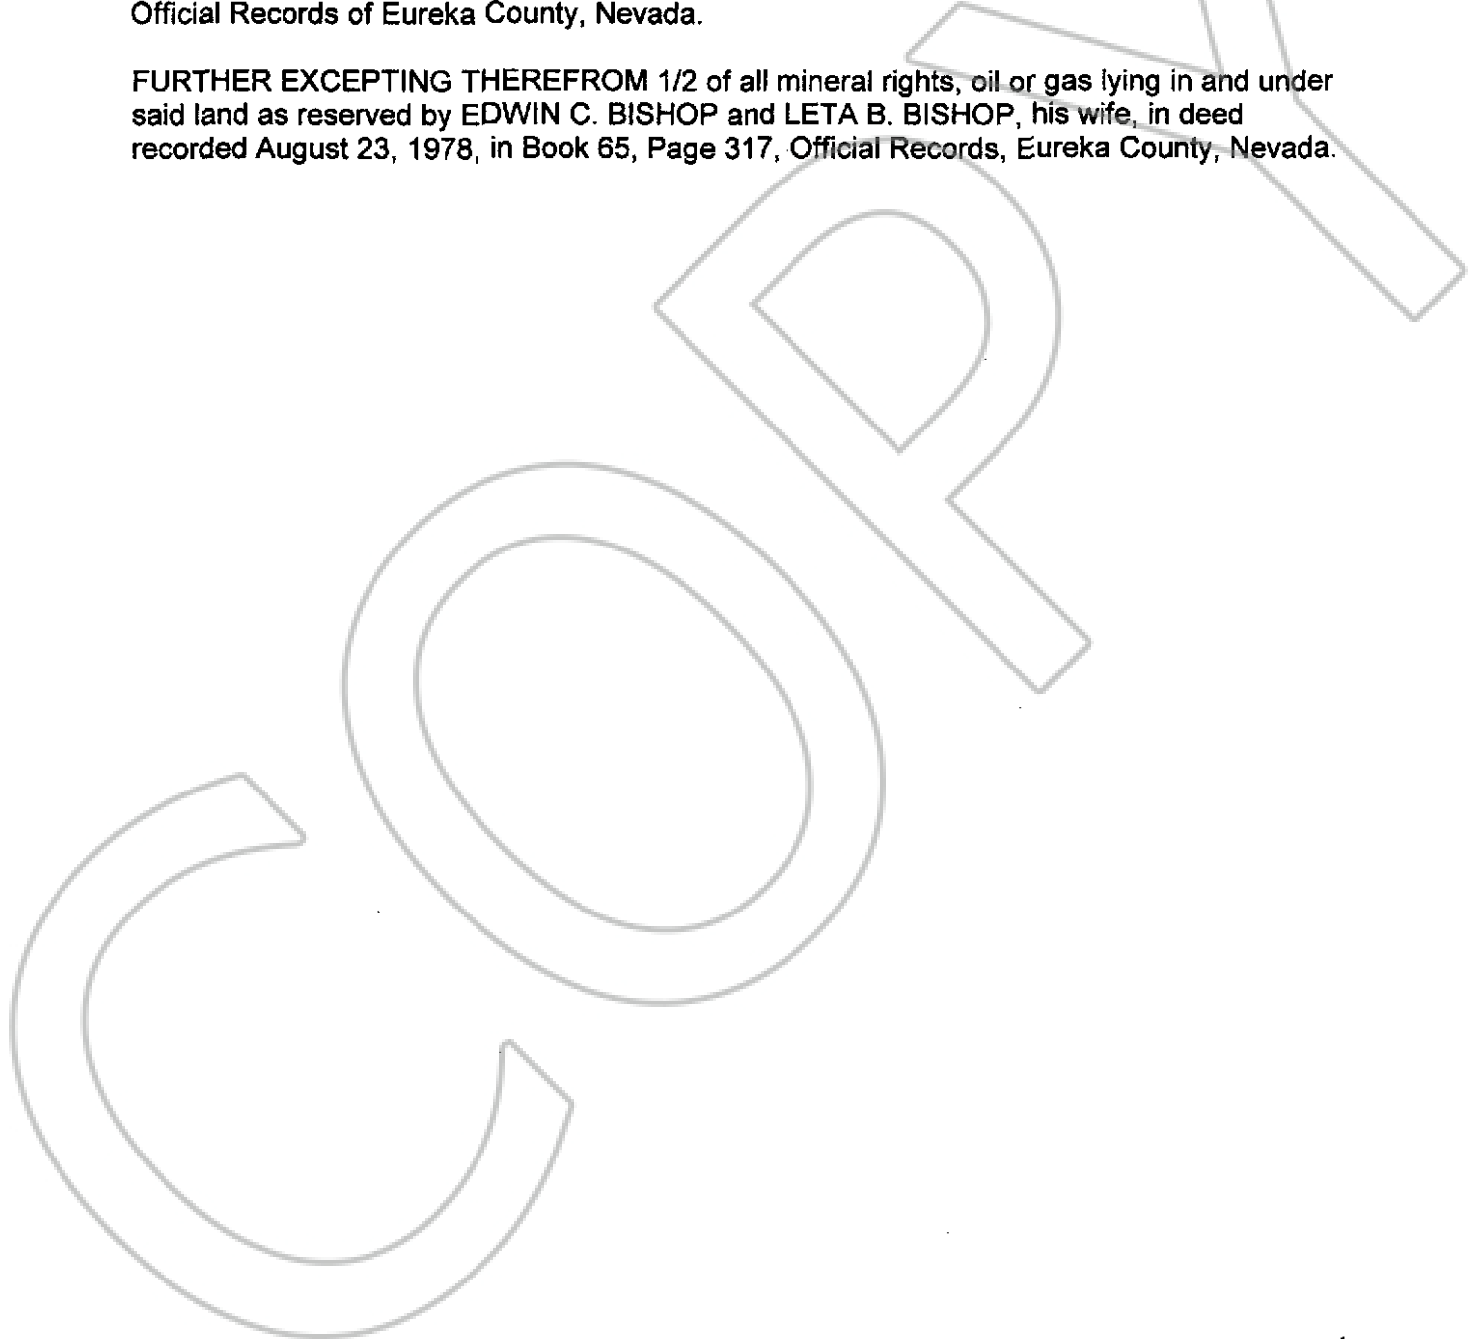 Official Records of Eureka County, Nevada.
FURTHER EXCEPTING THEREFROM 1/2 of all mineral rights, oil or gas lying in and under
said land as reserved by EDWIN C. BISHOP and LETA B. BISHOP, his wife, in deed
recorded August 23, 1978, in Book 65, Page 317, Official Records, Eureka County, Nevada.
COPY